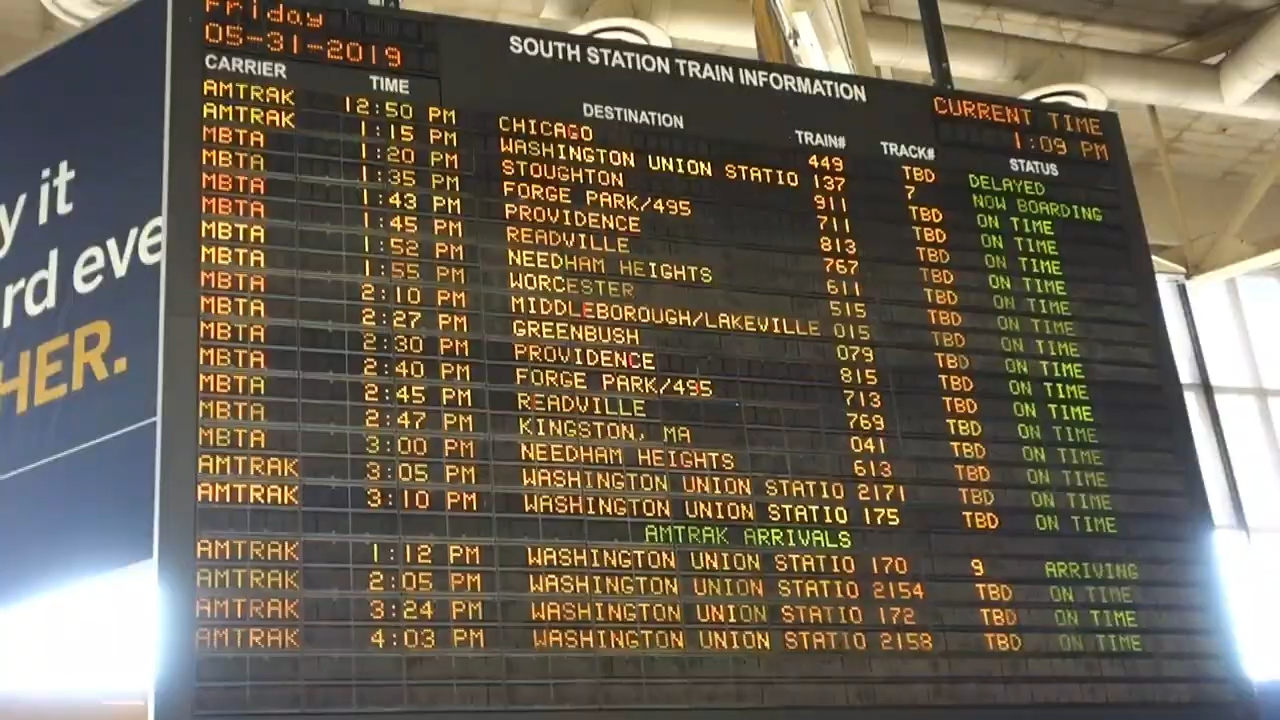 y it
rd eve
HER.
Friday
05-31-2019
SOUTH STATION TRAIN INFORMATION
CURRENT TIME
1:09 PM
CARRIER TIME DESTINATION TRAIN# TRACK# STATUS
AMTRAK 12:50 PM CHICAGO 449 TBD DELAYED
AMTRAK 1:15 PM WASHINGTON UNION STATIO 137 7 NOW BOARDING
MBTA 1:20 PM STOUGHTON 911 TBD ON TIME
MBTA 1:35 PM FORGE PARK/495 711 TBD ON TIME
MBTA 1:43 PM PROVIDENCE 813 TBD ON TIME
MBTA 1:45 PM READVILLE 767 TBD ON TIME
MBTA 1:52 PM NEEDHAM HEIGHTS 611 TBD ON TIME
MBTA 1:55 PM WORCESTER 515 TBD ON TIME
MBTA 2:10 PM MIDDLEBOROUGH/LAKEVILLE 015 TBD ON TIME
MBTA 2:27 PM GREENBUSH 079 TBD ON TIME
MBTA 2:30 PM PROVIDENCE 815 TBD ON TIME
MBTA 2:40 PM FORGE PARK/495 713 TBD ON TIME
MBTA 2:45 PM READVILLE 769 TBD ON TIME
MBTA 2:47 PM KINGSTON, MA 041 TBD ON TIME
MBTA 3:00 PM NEEDHAM HEIGHTS 613 TBD ON TIME
AMTRAK 3:05 PM WASHINGTON UNION STATIO 2171 TBD ON TIME
AMTRAK 3:10 PM WASHINGTON UNION STATIO 175 TBD ON TIME
AMTRAK ARRIVALS
AMTRAK 1:12 PM WASHINGTON UNION STATIO 170 9 ARRIVING
AMTRAK 2:05 PM WASHINGTON UNION STATIO 2154 TBD ON TIME
AMTRAK 3:24 PM WASHINGTON UNION STATIO 172 TBD ON TIME
AMTRAK 4:03 PM WASHINGTON UNION STATIO 2158 TBD ON TIME